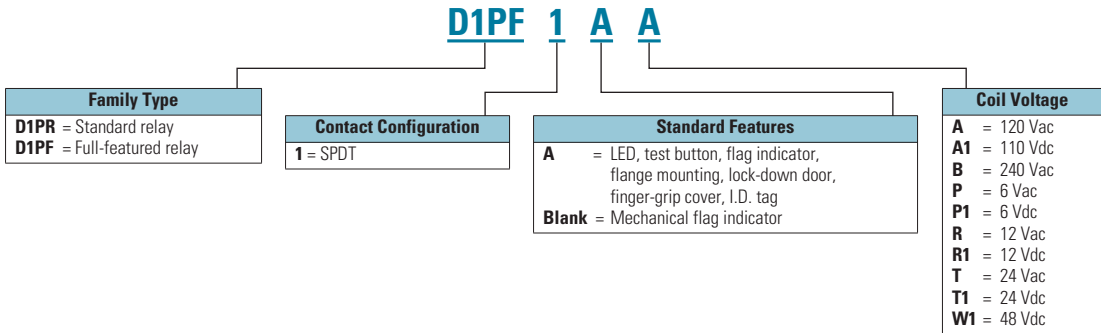 D1PF 1 A A
Family Type
D1PR = Standard relay
D1PF = Full-featured relay
Contact Configuration
1 = SPDT
Standard Features
A = LED, test button, flag indicator,
flange mounting, lock-down door,
finger-grip cover, I.D. tag
Blank = Mechanical flag indicator
Coil Voltage
A = 120 Vac
A1 = 110 Vdc
B = 240 Vac
P = 6 Vac
P1 = 6 Vdc
R = 12 Vac
R1 = 12 Vdc
T = 24 Vac
T1 = 24 Vdc
W1 = 48 Vdc